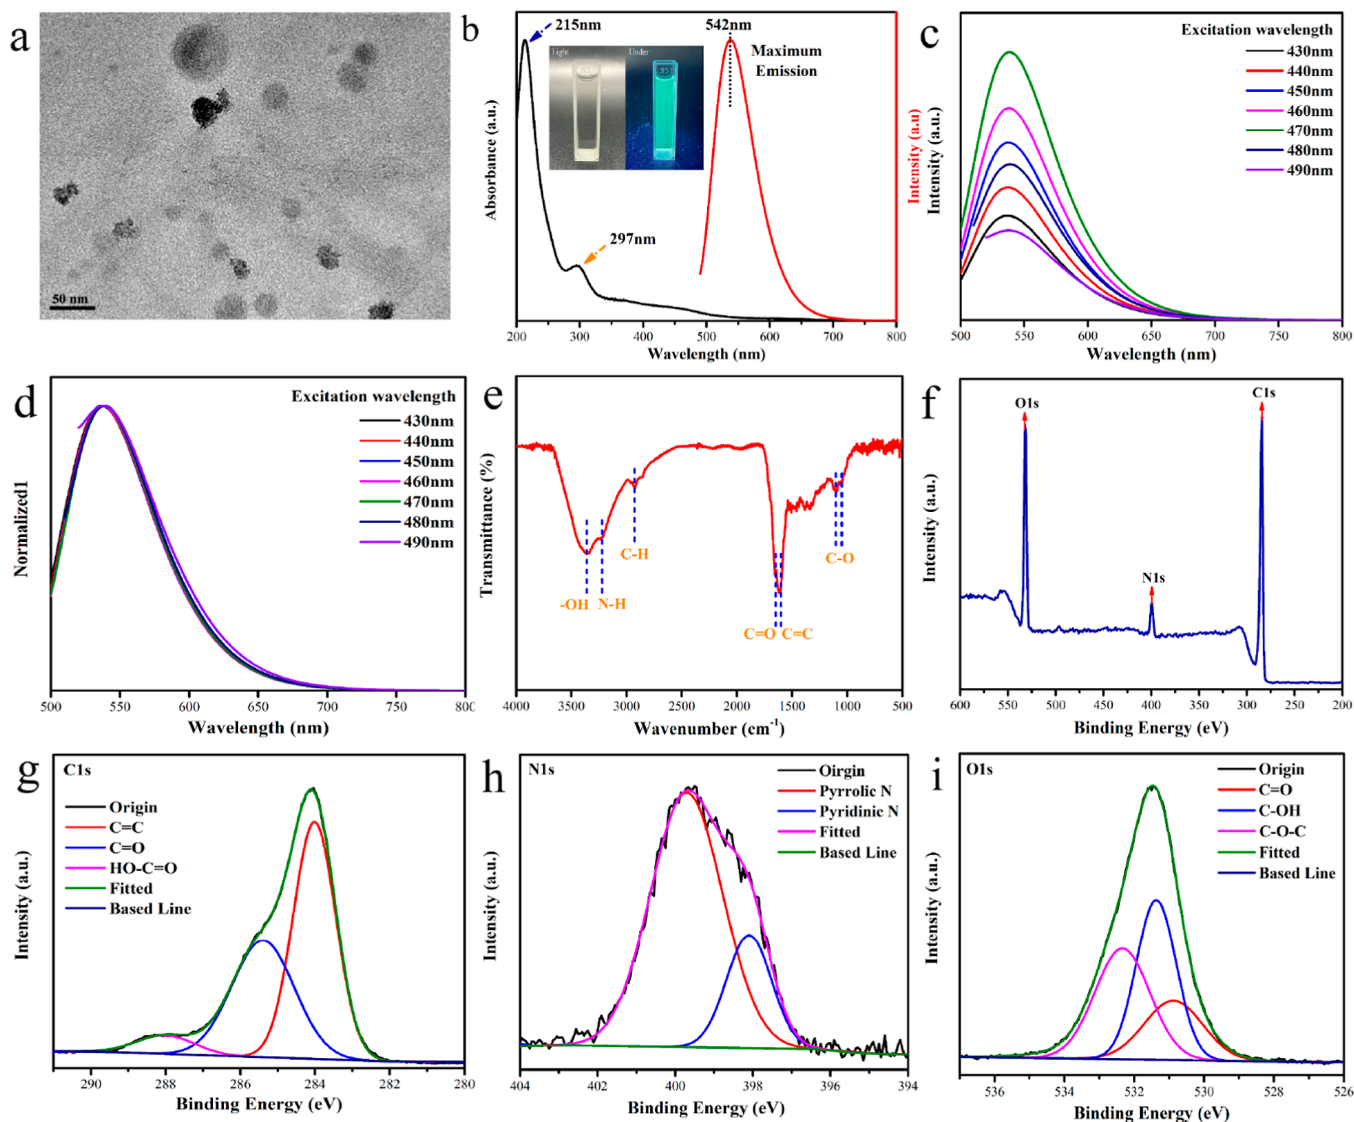 a
50 nm
b
215nm
542nm
Maximum
Emission
Light
Under
297nm
Absorbance (a.u.)
Intensity (a.u)
200 300 400 500 600 700 800
Wavelength (nm)
c
Excitation wavelength
430nm
440nm
450nm
460nm
470nm
480nm
490nm
Intensity (a.u.)
500 550 600 650 700 750 800
Wavelength (nm)
d
Excitation wavelength
430nm
440nm
450nm
460nm
470nm
480nm
490nm
Normalized1
500 550 600 650 700 750 800
Wavelength (nm)
e
C-H
-OH
N-H
C=O
C=C
C-O
Transmittance (%)
4000 3500 3000 2500 2000 1500 1000 500
Wavenumber (cm-1)
f
O1s
N1s
C1s
Intensity (a.u.)
600 550 500 450 400 350 300 250 200
Binding Energy (eV)
g
C1s
Origin
C=C
C=O
HO-C=O
Fitted
Based Line
Intensity (a.u.)
290 288 286 284 282 280
Binding Energy (eV)
h
N1s
Oirgin
Pyrrolic N
Pyridinic N
Fitted
Based Line
Intensity (a.u.)
404 402 400 398 396 394
Binding Energy (eV)
i
O1s
Origin
C=O
C-OH
C-O-C
Fitted
Based Line
Intensity (a.u.)
536 534 532 530 528 526
Binding Energy (eV)